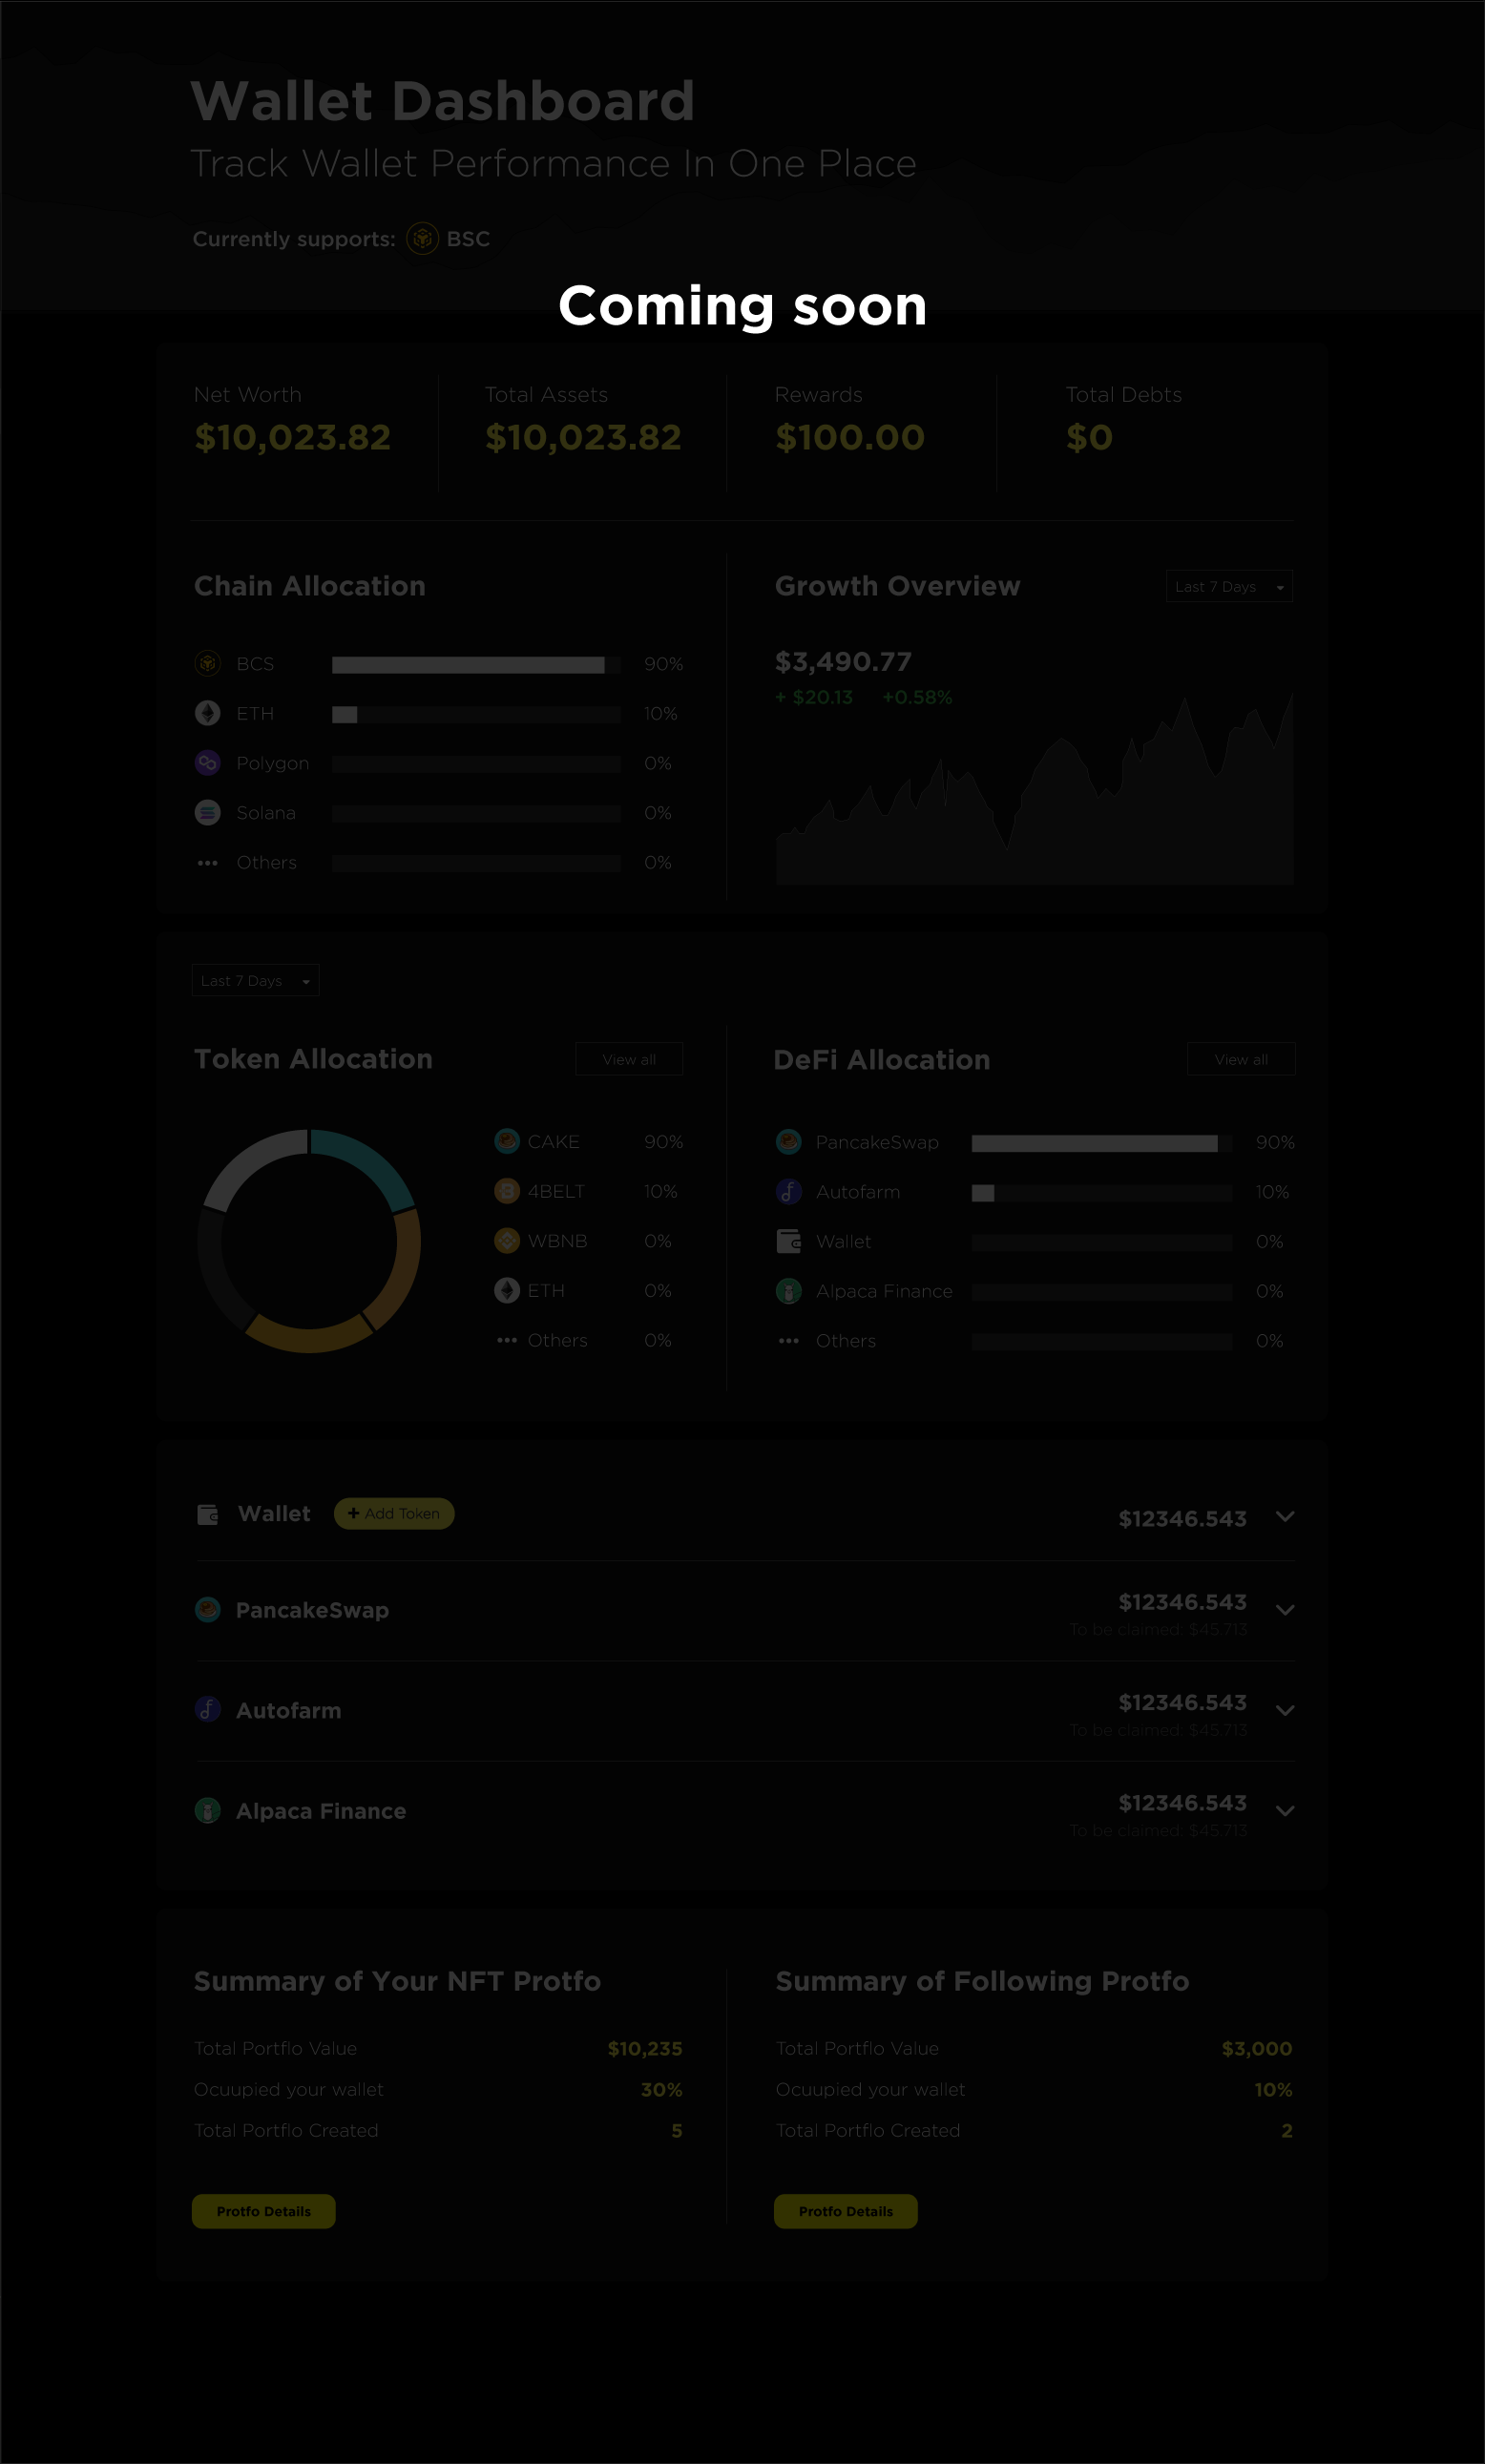 Wallet Dashboard
Track Wallet Performance In One Place
Currently supports: BSC
Coming soon
Net Worth
$10,023.82
Total Assets
$10,023.82
Rewards
$100.00
Total Debts
$0
Chain Allocation
BCS 90%
ETH 10%
Polygon 0%
Solana 0%
Others 0%
Growth Overview
Last 7 Days
$3,490.77
+ $20.13 +0.58%
Last 7 Days
Token Allocation
View all
CAKE 90%
4BELT 10%
WBNB 0%
ETH 0%
Others 0%
DeFi Allocation
View all
PancakeSwap 90%
Autofarm 10%
Wallet 0%
Alpaca Finance 0%
Others 0%
Wallet + Add Token $12346.543
PancakeSwap $12346.543
To be claimed: $45.713
Autofarm $12346.543
To be claimed: $45.713
Alpaca Finance $12346.543
To be claimed: $45.713
Summary of Your NFT Protfo
Total Portflo Value $10,235
Ocuupied your wallet 30%
Total Portflo Created 5
Protfo Details
Summary of Following Protfo
Total Portflo Value $3,000
Ocuupied your wallet 10%
Total Portflo Created 2
Protfo Details